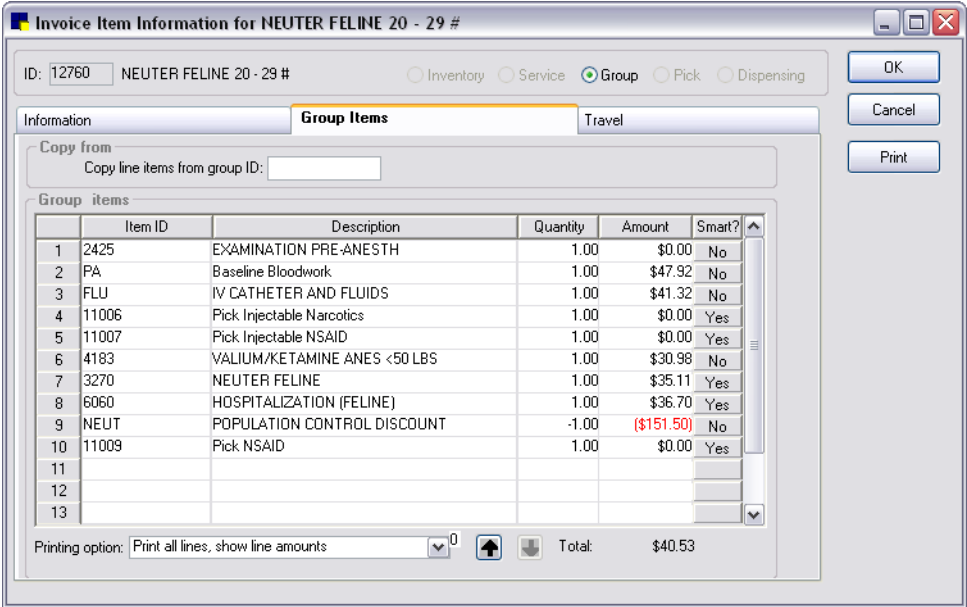 Invoice Item Information for NEUTER FELINE 20 - 29 #
ID: 12760 NEUTER FELINE 20 - 29 # Inventory Service Group Pick Dispensing
OK
Cancel
Print
Information Group Items Travel
Copy from
Copy line items from group ID:
Group items
Item ID Description Quantity Amount Smart?
1 2425 EXAMINATION PRE-ANESTH 1.00 $0.00 No
2 PA Baseline Bloodwork 1.00 $47.92 No
3 FLU IV CATHETER AND FLUIDS 1.00 $41.32 No
4 11006 Pick Injectable Narcotics 1.00 $0.00 Yes
5 11007 Pick Injectable NSAID 1.00 $0.00 Yes
6 4183 VALIUM/KETAMINE ANES <50 LBS 1.00 $30.98 No
7 3270 NEUTER FELINE 1.00 $35.11 Yes
8 6060 HOSPITALIZATION (FELINE) 1.00 $36.70 Yes
9 NEUT POPULATION CONTROL DISCOUNT -1.00 ($151.50) No
10 11009 Pick NSAID 1.00 $0.00 Yes
11
12
13
Printing option: Print all lines, show line amounts 0 Total: $40.53